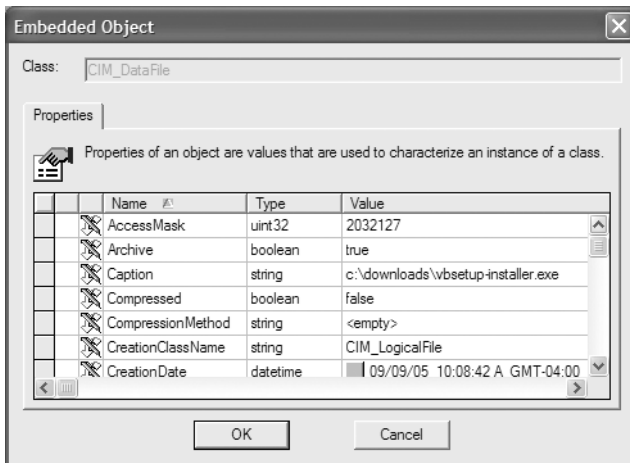 Embedded Object
Class: CIM_DataFile
Properties
Properties of an object are values that are used to characterize an instance of a class.
Name Type Value
AccessMask uint32 2032127
Archive boolean true
Caption string c:\downloads\vbsetup-installer.exe
Compressed boolean false
CompressionMethod string <empty>
CreationClassName string CIM_LogicalFile
CreationDate datetime 09/09/05 10:08:42 A GMT-04:00
OK Cancel